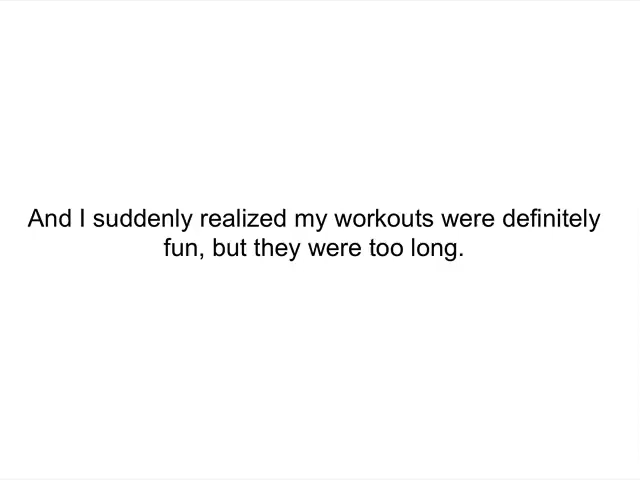 And I suddenly realized my workouts were definitely
fun, but they were too long.